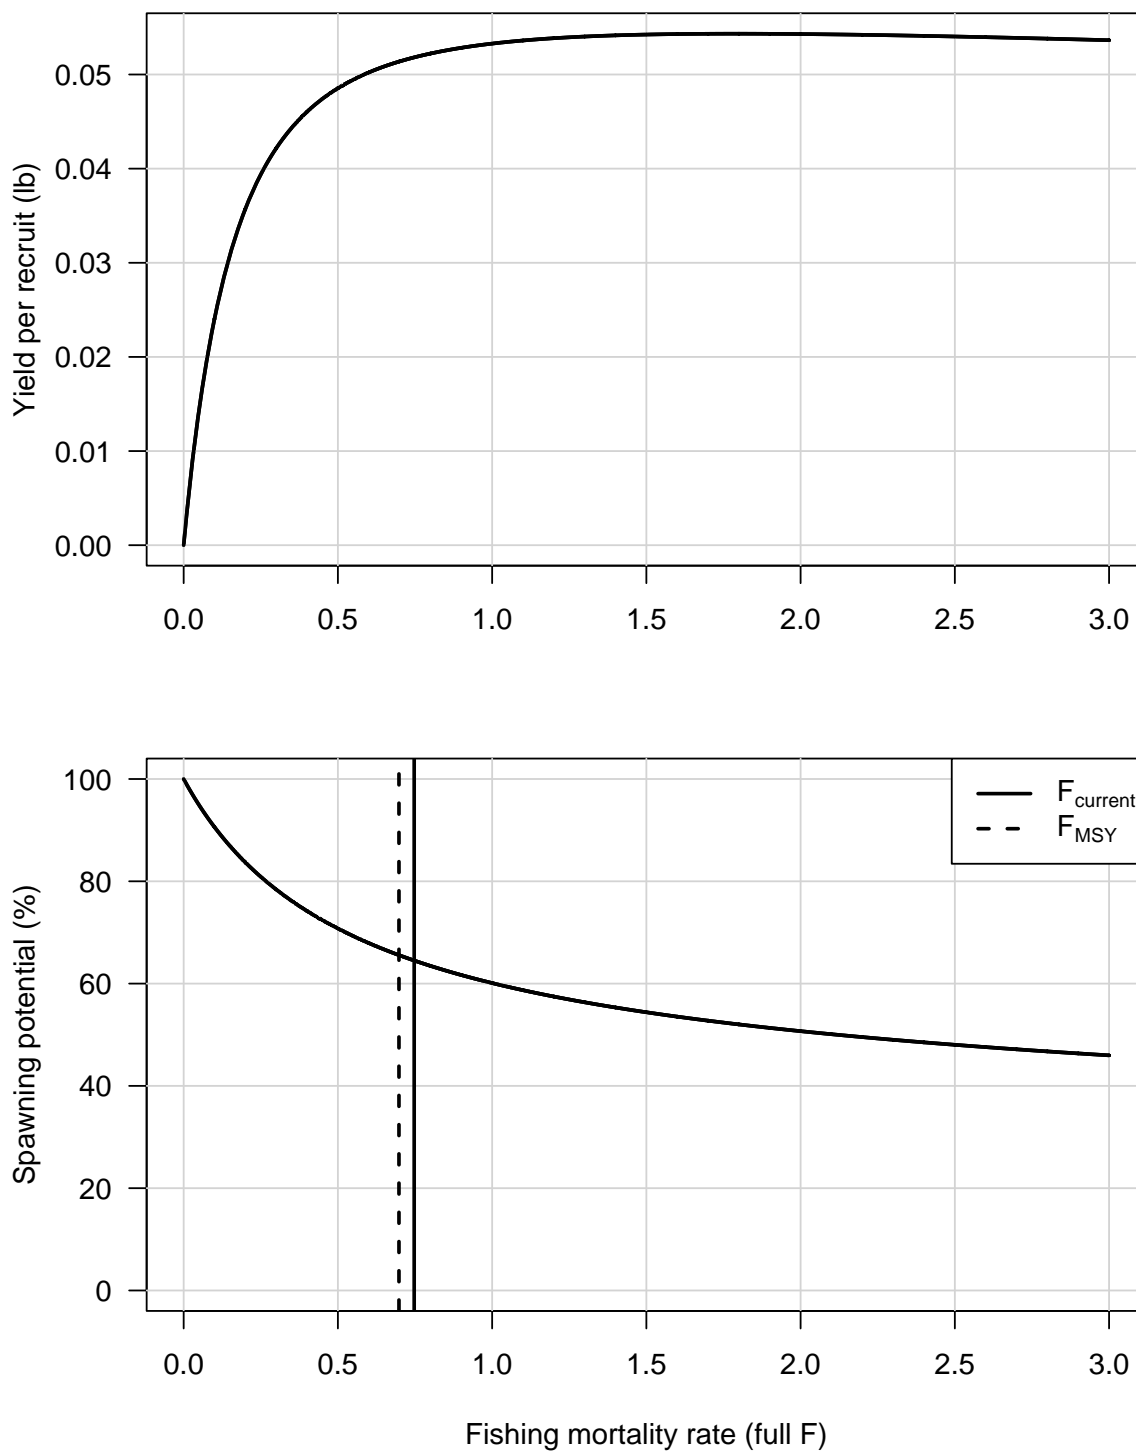 Yield per recruit (lb)
0.05
0.04
0.03
0.02
0.01
0.00
0.0 0.5 1.0 1.5 2.0 2.5 3.0
Spawning potential (%)
100
80
60
40
20
0
F current
F MSY
0.0 0.5 1.0 1.5 2.0 2.5 3.0
Fishing mortality rate (full F)